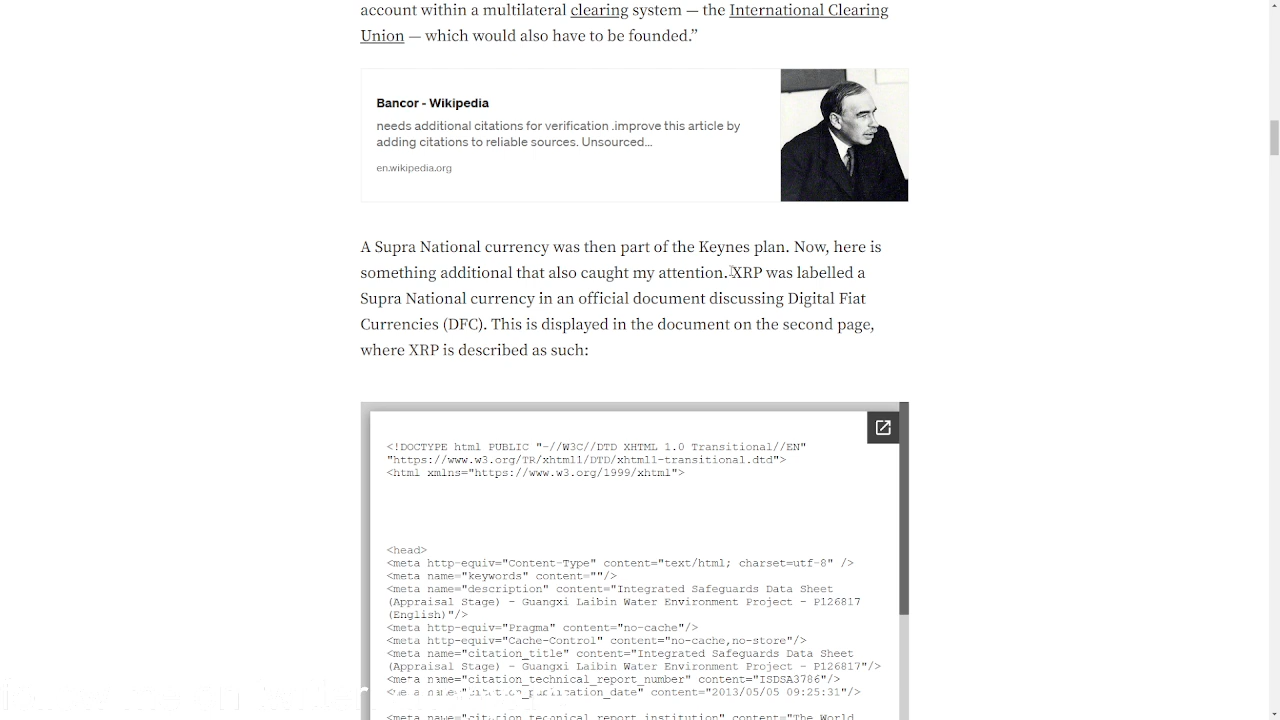 account within a multilateral clearing system — the International Clearing
Union — which would also have to be founded.”
Bancor - Wikipedia
needs additional citations for verification .improve this article by
adding citations to reliable sources. Unsourced...
en.wikipedia.org
A Supra National currency was then part of the Keynes plan. Now, here is
something additional that also caught my attention. XRP was labelled a
Supra National currency in an official document discussing Digital Fiat
Currencies (DFC). This is displayed in the document on the second page,
where XRP is described as such:
<!DOCTYPE html PUBLIC "-//W3C//DTD XHTML 1.0 Transitional//EN"
"https://www.w3.org/TR/xhtml1/DTD/xhtml1-transitional.dtd">
<html xmlns="https://www.w3.org/1999/xhtml">
<head>
<meta http-equiv="Content-Type" content="text/html; charset=utf-8" />
<meta name="keywords" content=""/>
<meta name="description" content="Integrated Safeguards Data Sheet
(Appraisal Stage) - Guangxi Laibin Water Environment Project - P126817
(English)"/>
<meta http-equiv="Pragma" content="no-cache"/>
<meta http-equiv="Cache-Control" content="no-cache,no-store"/>
<meta name="citation_title" content="Integrated Safeguards Data Sheet
(Appraisal Stage) - Guangxi Laibin Water Environment Project - P126817"/>
<meta name="citation_technical_report_number" content="ISDSA3786"/>
content="2013/05/05 09:25:31"/>
<meta name="citation_technical_report_institution" content="The World